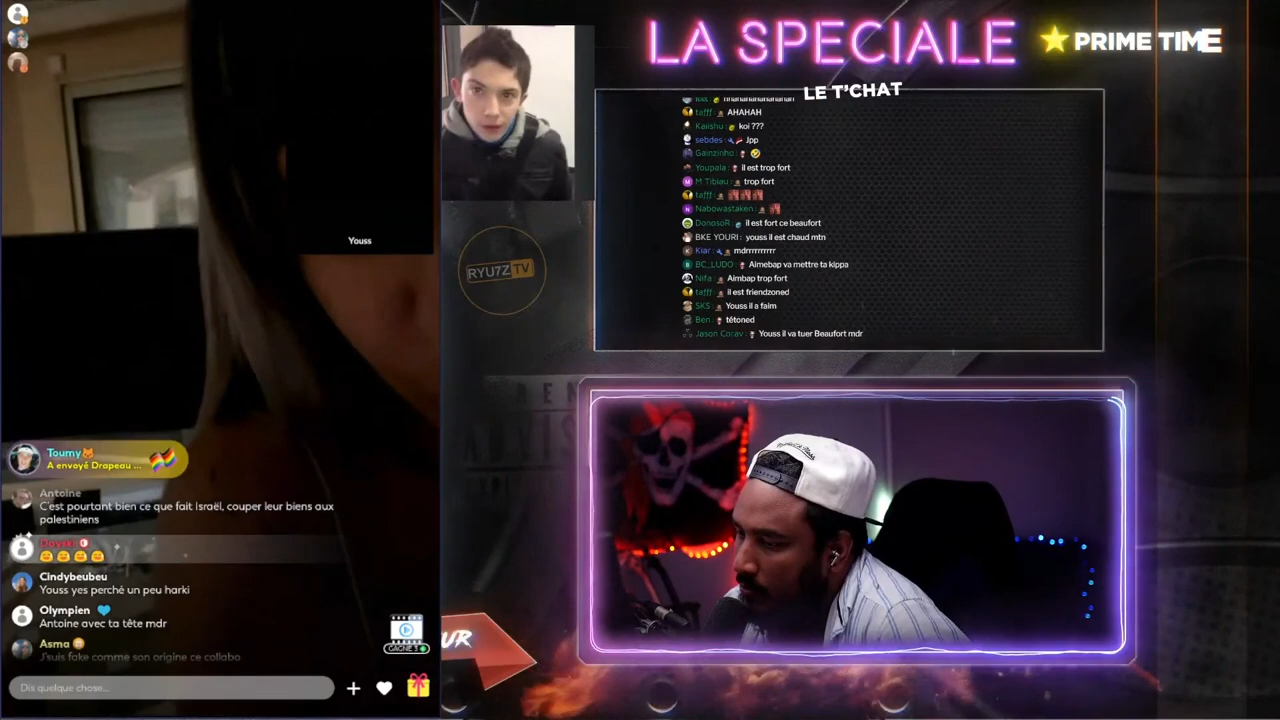 Youss
Toumy
A envoyé Drapeau ...
Antoine
C'est pourtant bien ce que fait Israël, couper leur biens aux
palestiniens
Cindybeubeu
Youss yes perché un peu harki
Olympien
Antoine avec ta tête mdr
Asma
J'suis fake comme son origine ce collabo
GAGNE 3
Dis quelque chose...
LA SPECIALE
PRIME TIME
LE T'CHAT
tafff : AHAHAH
Kaiishu : koi ???
sebdes : Jpp
Gainzinho :
Youpala : il est trop fort
M Tibiau : trop fort
tafff :
Nabowastaken :
DonosoR : il est fort ce beaufort
BKE YOURI : youss il est chaud mtn
Kiar : mdrrrrrrrrr
BC_LUDO : Aimebap va mettre ta kippa
Nifa : Aimbap trop fort
tafff : il est friendzoned
SKS : Youss il a faim
Ben : tétoned
Jason Corav : Youss il va tuer Beaufort mdr
RYU7Z TV
UR